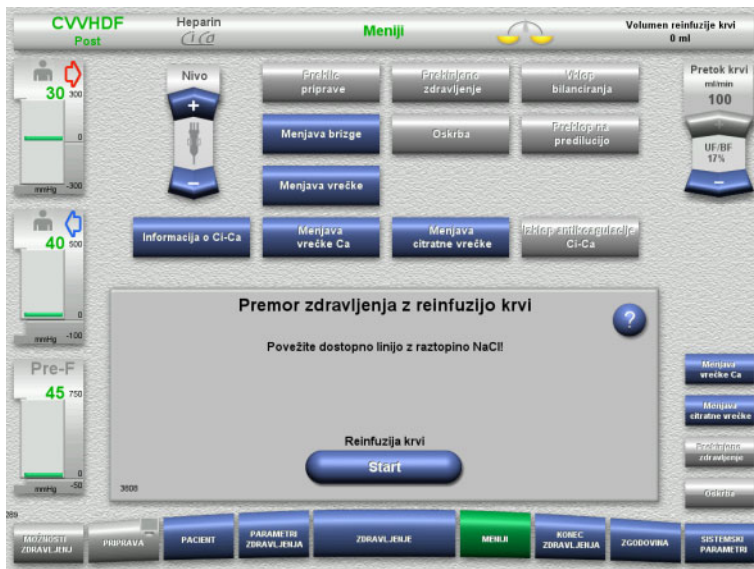 CVVHDF
Post
Heparin
Ci Ca
Meniji
Volumen reinfuzije krvi
0 ml
30
300
0
mmHg
-300
Nivo
+
−
Prekilc
priprave
Prekinjeno
zdravljenje
Vklop
bilanciranja
Pretok krvi
ml/min
100
+
UF/BF
17%
−
Menjava brizge
Oskrba
Preklop na
predilucijo
Menjava vrečke
40
500
0
mmHg
-100
Informacija o Ci-Ca
Menjava
vrečke Ca
Menjava
citratne vrečke
Izklop antikoagulacije
Ci-Ca
Premor zdravljenja z reinfuzijo krvi
?
Povežite dostopno linijo z raztopino NaCl!
Reinfuzija krvi
Start
3608
Pre-F
45
750
0
mmHg
-50
Menjava
vrečke Ca
Menjava
citratne vrečke
Prekinjeno
zdravljenje
Oskrba
MOŽNOSTI
ZDRAVLJENJ
PRIPRAVA
PACIENT
PARAMETRI
ZDRAVLJENJA
ZDRAVLJENJE
MENIJI
KONEC
ZDRAVLJENJA
ZGODOVINA
SISTEMSKI
PARAMETRI